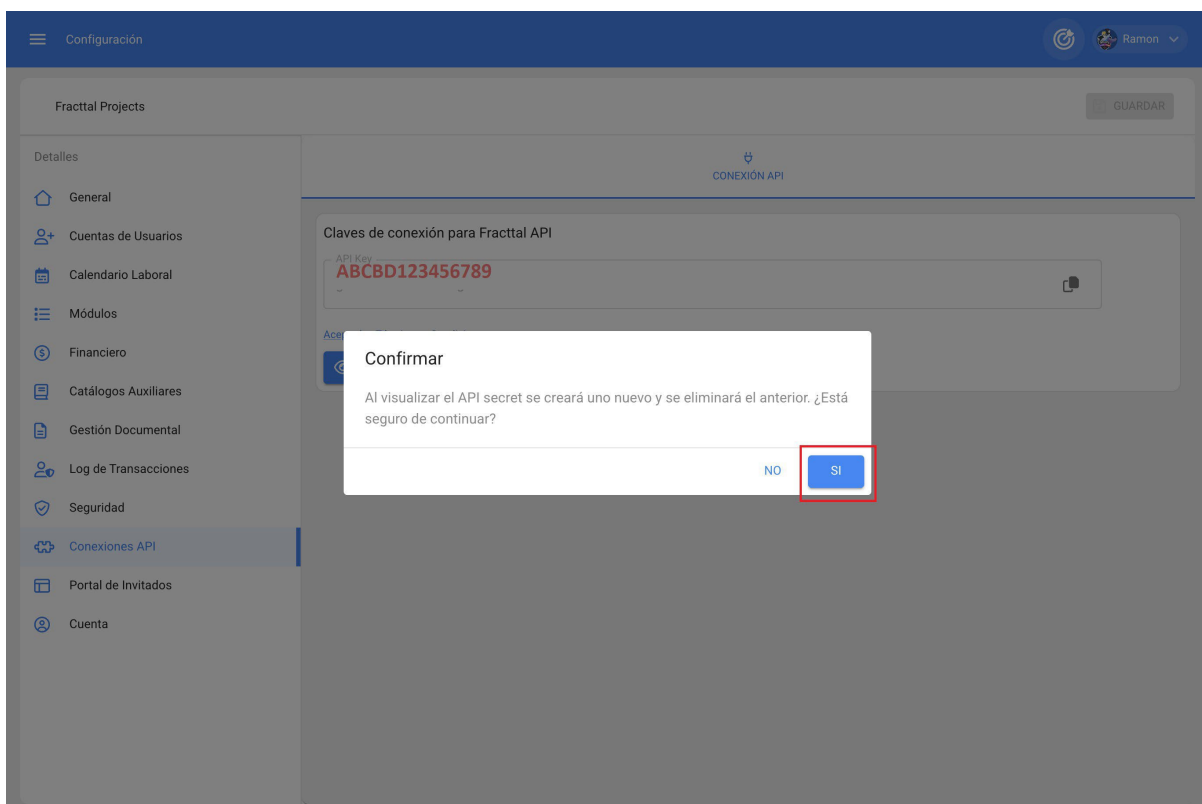 Configuración
Ramon
Fracttal Projects
GUARDAR
Detalles
General
Cuentas de Usuarios
Calendario Laboral
Módulos
Financiero
Catálogos Auxiliares
Gestión Documental
Log de Transacciones
Seguridad
Conexiones API
Portal de Invitados
Cuenta
CONEXIÓN API
Claves de conexión para Fracttal API
API Key
ABCBD123456789
Confirmar
Al visualizar el API secret se creará uno nuevo y se eliminará el anterior. ¿Está
seguro de continuar?
NO
SI